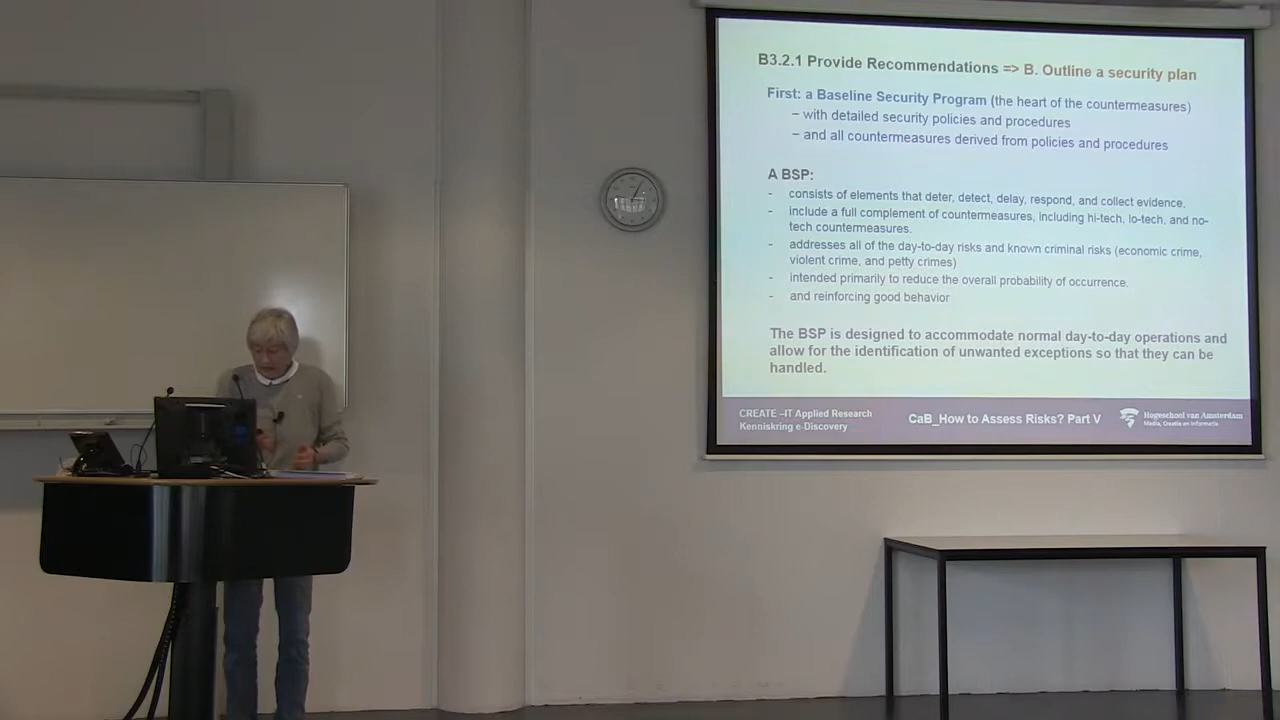 B3.2.1 Provide Recommendations => B. Outline a security plan
First: a Baseline Security Program (the heart of the countermeasures)
– with detailed security policies and procedures
– and all countermeasures derived from policies and procedures
A BSP:
- consists of elements that deter, detect, delay, respond, and collect evidence.
- include a full complement of countermeasures, including hi-tech, lo-tech, and no-
tech countermeasures.
- addresses all of the day-to-day risks and known criminal risks (economic crime,
violent crime, and petty crimes)
- intended primarily to reduce the overall probability of occurrence.
- and reinforcing good behavior
The BSP is designed to accommodate normal day-to-day operations and
allow for the identification of unwanted exceptions so that they can be
handled.
CREATE –IT Applied Research
Kenniskring e-Discovery
CaB_How to Assess Risks? Part V
Hogeschool van Amsterdam
Media, Creatie en Informatie